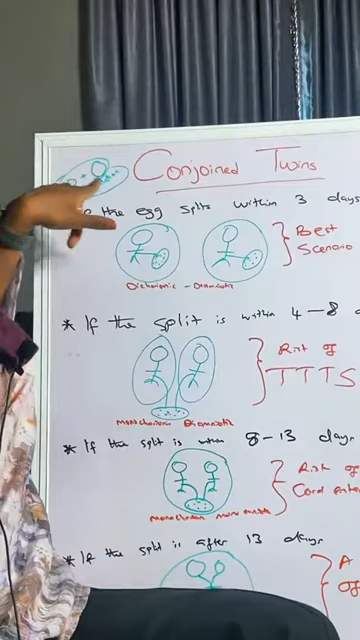 Conjoined Twins
the egg splits within 3 days
Best
Scenario
Dichorionic - Diamniotic
* If the split is within 4-8
Risk of
TTTS
monochorionic Diamniotic
* If the split is within 8-13 days
Risk of
Cord
* If the split is after 13 days
A